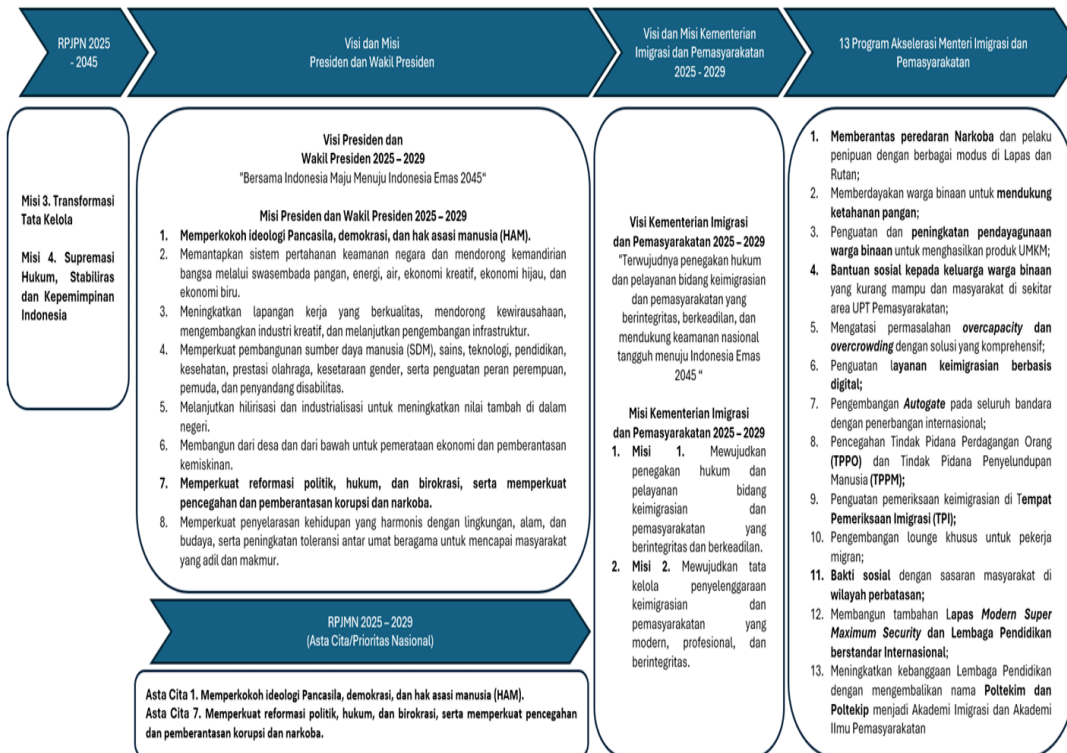 RPJPN 2025
- 2045
Visi dan Misi
Presiden dan Wakil Presiden
Visi dan Misi Kementerian
Imigrasi dan Pemasyarakatan
2025 - 2029
13 Program Akselerasi Menteri Imigrasi dan
Pemasyarakatan
Misi 3. Transformasi
Tata Kelola
Misi 4. Supremasi
Hukum, Stabiliras
dan Kepemimpinan
Indonesia
Visi Presiden dan
Wakil Presiden 2025 – 2029
"Bersama Indonesia Maju Menuju Indonesia Emas 2045“
Misi Presiden dan Wakil Presiden 2025 – 2029
1. Memperkokoh ideologi Pancasila, demokrasi, dan hak asasi manusia (HAM).
2. Memantapkan sistem pertahanan keamanan negara dan mendorong kemandirian
bangsa melalui swasembada pangan, energi, air, ekonomi kreatif, ekonomi hijau, dan
ekonomi biru.
3. Meningkatkan lapangan kerja yang berkualitas, mendorong kewirausahaan,
mengembangkan industri kreatif, dan melanjutkan pengembangan infrastruktur.
4. Memperkuat pembangunan sumber daya manusia (SDM), sains, teknologi, pendidikan,
kesehatan, prestasi olahraga, kesetaraan gender, serta penguatan peran perempuan,
pemuda, dan penyandang disabilitas.
5. Melanjutkan hilirisasi dan industrialisasi untuk meningkatkan nilai tambah di dalam
negeri.
6. Membangun dari desa dan dari bawah untuk pemerataan ekonomi dan pemberantasan
kemiskinan.
7. Memperkuat reformasi politik, hukum, dan birokrasi, serta memperkuat
pencegahan dan pemberantasan korupsi dan narkoba.
8. Memperkuat penyelarasan kehidupan yang harmonis dengan lingkungan, alam, dan
budaya, serta peningkatan toleransi antar umat beragama untuk mencapai masyarakat
yang adil dan makmur.
RPJMN 2025 – 2029
(Asta Cita/Prioritas Nasional)
Asta Cita 1. Memperkokoh ideologi Pancasila, demokrasi, dan hak asasi manusia (HAM).
Asta Cita 7. Memperkuat reformasi politik, hukum, dan birokrasi, serta memperkuat pencegahan
dan pemberantasan korupsi dan narkoba.
Visi Kementerian Imigrasi
dan Pemasyarakatan 2025 – 2029
"Terwujudnya penegakan hukum
dan pelayanan bidang keimigrasian
dan pemasyarakatan yang
berintegritas, berkeadilan, dan
mendukung keamanan nasional
tangguh menuju Indonesia Emas
2045 “
Misi Kementerian Imigrasi
dan Pemasyarakatan 2025 – 2029
1. Misi 1. Mewujudkan
penegakan hukum dan
pelayanan bidang
keimigrasian dan
pemasyarakatan yang
berintegritas dan berkeadilan.
2. Misi 2. Mewujudkan tata
kelola penyelenggaraan
keimigrasian dan
pemasyarakatan yang
modern, profesional, dan
berintegritas.
1. Memberantas peredaran Narkoba dan pelaku
penipuan dengan berbagai modus di Lapas dan
Rutan;
2. Memberdayakan warga binaan untuk mendukung
ketahanan pangan;
3. Penguatan dan peningkatan pendayagunaan
warga binaan untuk menghasilkan produk UMKM;
4. Bantuan sosial kepada keluarga warga binaan
yang kurang mampu dan masyarakat di sekitar
area UPT Pemasyarakatan;
5. Mengatasi permasalahan overcapacity dan
overcrowding dengan solusi yang komprehensif;
6. Penguatan layanan keimigrasian berbasis
digital;
7. Pengembangan Autogate pada seluruh bandara
dengan penerbangan internasional;
8. Pencegahan Tindak Pidana Perdagangan Orang
(TPPO) dan Tindak Pidana Penyelundupan
Manusia (TPPM);
9. Penguatan pemeriksaan keimigrasian di Tempat
Pemeriksaan Imigrasi (TPI);
10. Pengembangan lounge khusus untuk pekerja
migran;
11. Bakti sosial dengan sasaran masyarakat di
wilayah perbatasan;
12. Membangun tambahan Lapas Modern Super
Maximum Security dan Lembaga Pendidikan
berstandar Internasional;
13. Meningkatkan kebanggaan Lembaga Pendidikan
dengan mengembalikan nama Poltekim dan
Poltekip menjadi Akademi Imigrasi dan Akademi
Ilmu Pemasyarakatan